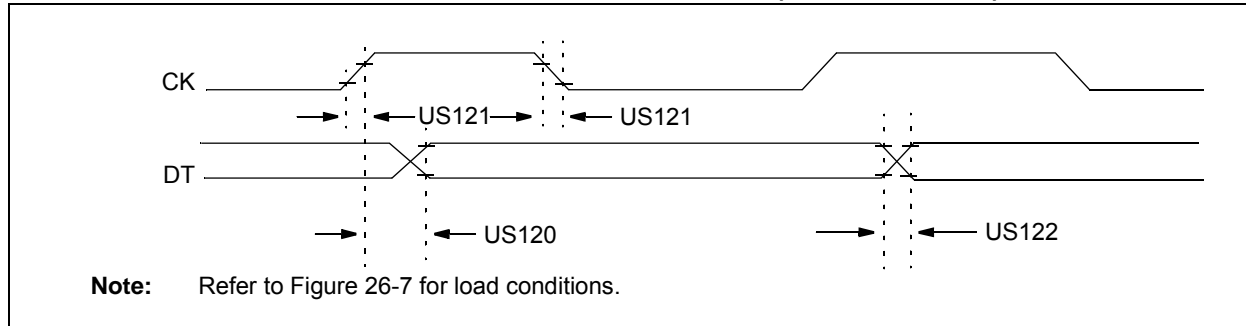 CK
US121
US121
DT
US120
US122
Note: Refer to Figure 26-7 for load conditions.